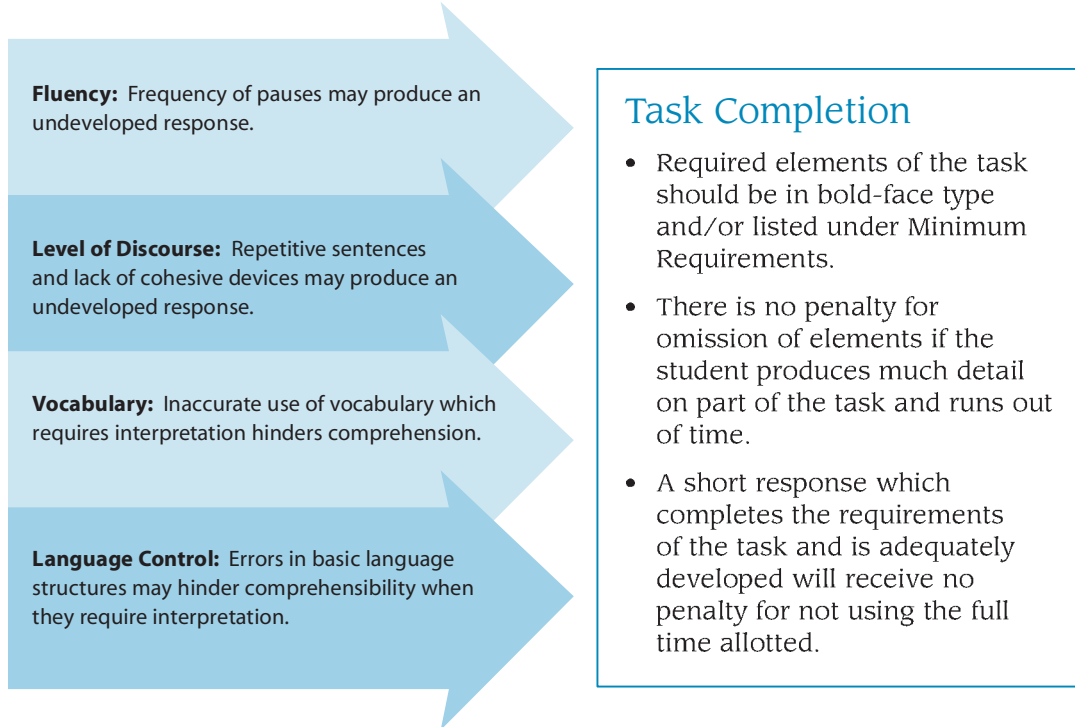 Fluency: Frequency of pauses may produce an
undeveloped response.
Level of Discourse: Repetitive sentences
and lack of cohesive devices may produce an
undeveloped response.
Vocabulary: Inaccurate use of vocabulary which
requires interpretation hinders comprehension.
Language Control: Errors in basic language
structures may hinder comprehensibility when
they require interpretation.
Task Completion
• Required elements of the task
should be in bold-face type
and/or listed under Minimum
Requirements.
• There is no penalty for
omission of elements if the
student produces much detail
on part of the task and runs out
of time.
• A short response which
completes the requirements
of the task and is adequately
developed will receive no
penalty for not using the full
time allotted.